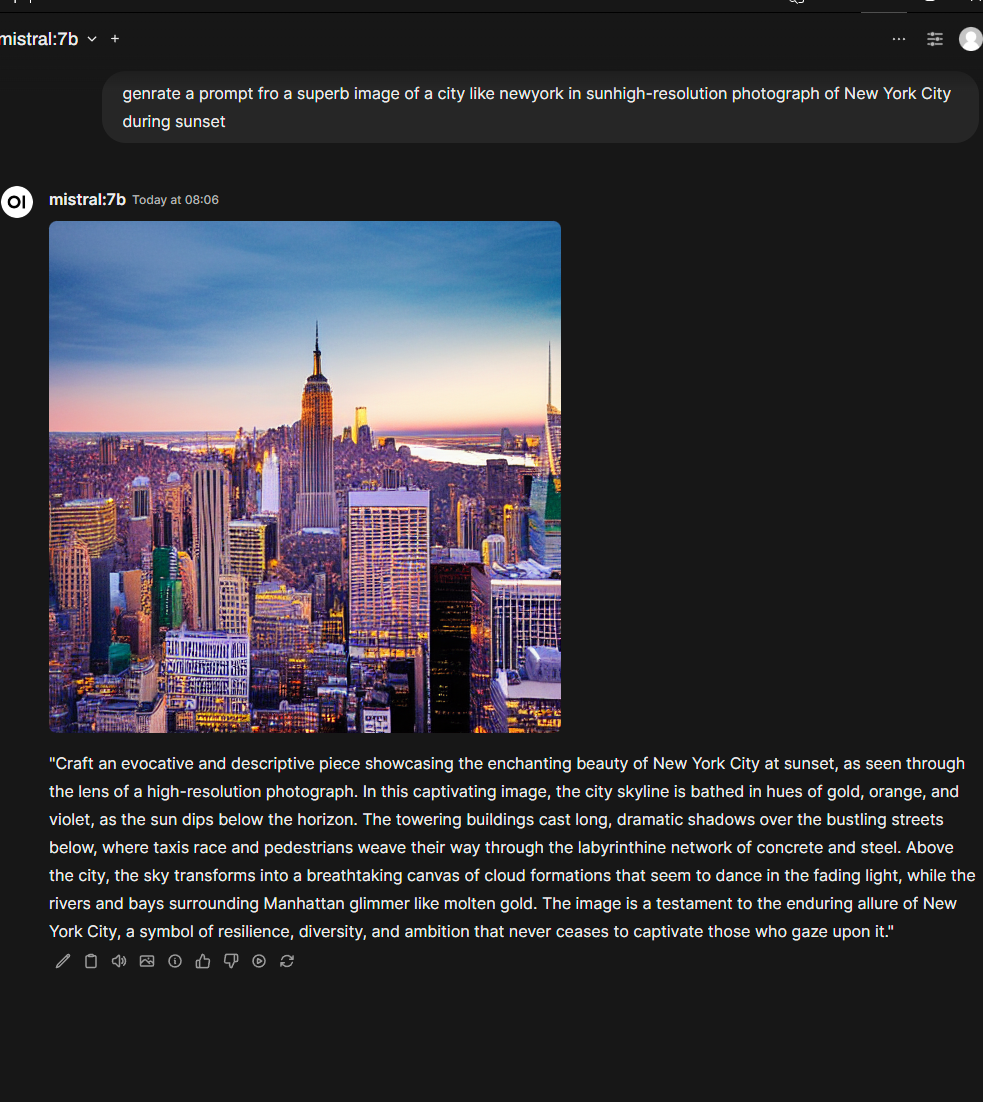 mistral:7b
genrate a prompt fro a superb image of a city like newyork in sunhigh-resolution photograph of New York City
during sunset
OI
mistral:7b Today at 08:06
"Craft an evocative and descriptive piece showcasing the enchanting beauty of New York City at sunset, as seen through
the lens of a high-resolution photograph. In this captivating image, the city skyline is bathed in hues of gold, orange, and
violet, as the sun dips below the horizon. The towering buildings cast long, dramatic shadows over the bustling streets
below, where taxis race and pedestrians weave their way through the labyrinthine network of concrete and steel. Above
the city, the sky transforms into a breathtaking canvas of cloud formations that seem to dance in the fading light, while the
rivers and bays surrounding Manhattan glimmer like molten gold. The image is a testament to the enduring allure of New
York City, a symbol of resilience, diversity, and ambition that never ceases to captivate those who gaze upon it."